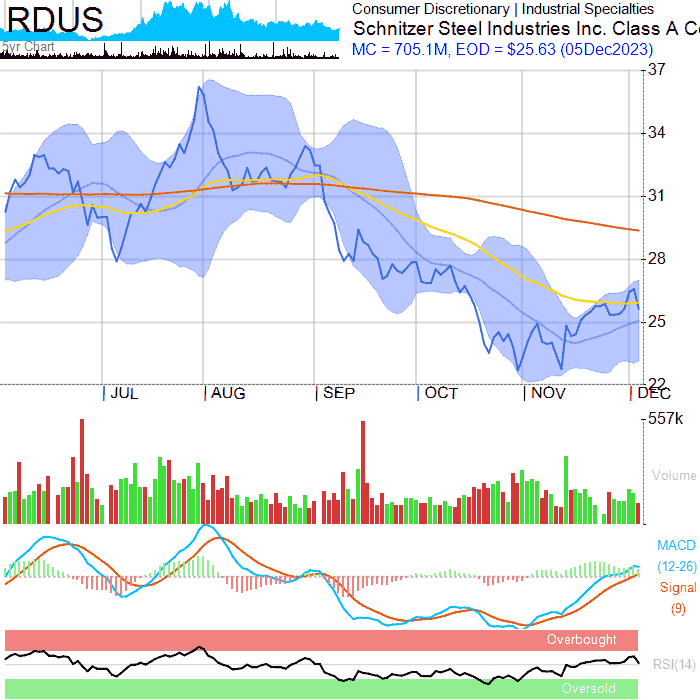 RDUS
5yr Chart
Consumer Discretionary | Industrial Specialties
Schnitzer Steel Industries Inc. Class A C
MC = 705.1M, EOD = $25.63 (05Dec2023)
37
34
31
28
25
22
JUL
AUG
SEP
OCT
NOV
DEC
557k
Volume
MACD
(12-26)
Signal
(9)
Overbought
RSI(14)
Oversold